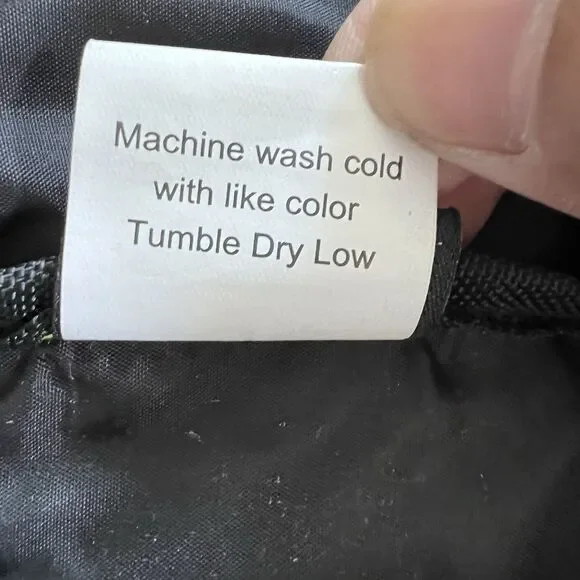 Machine wash cold
with like color
Tumble Dry Low